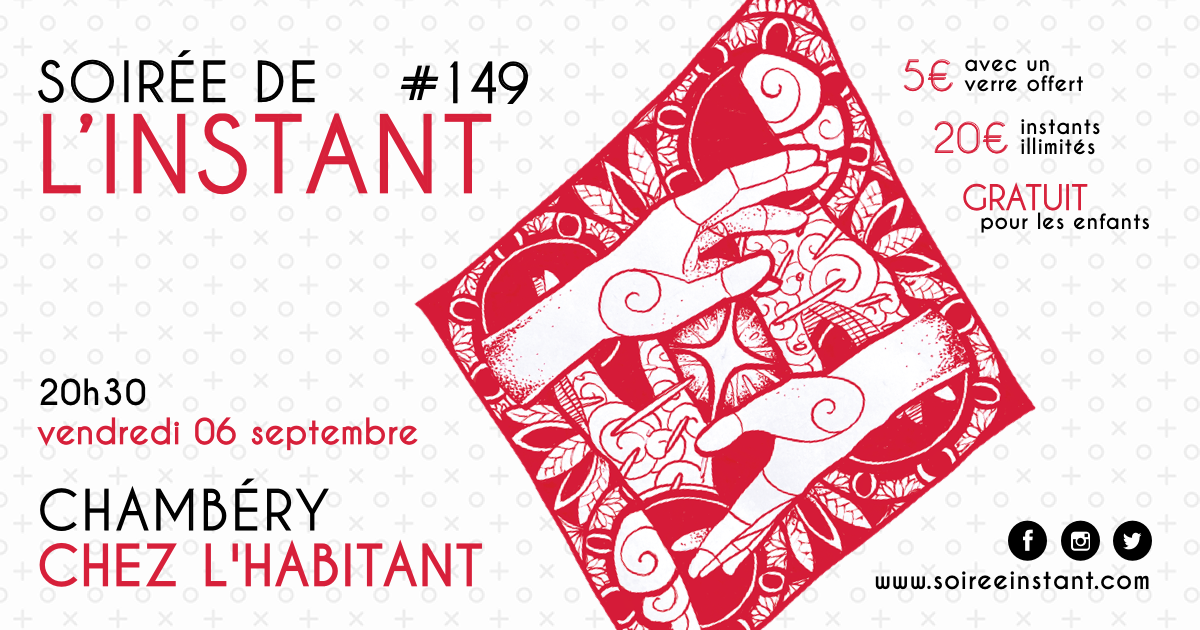 SOIRÉE DE #149
L'INSTANT
5€ avec un
verre offert
20€ instants
illimités
GRATUIT
pour les enfants
20h30
vendredi 06 septembre
CHAMBÉRY
CHEZ L'HABITANT
www.soireeinstant.com